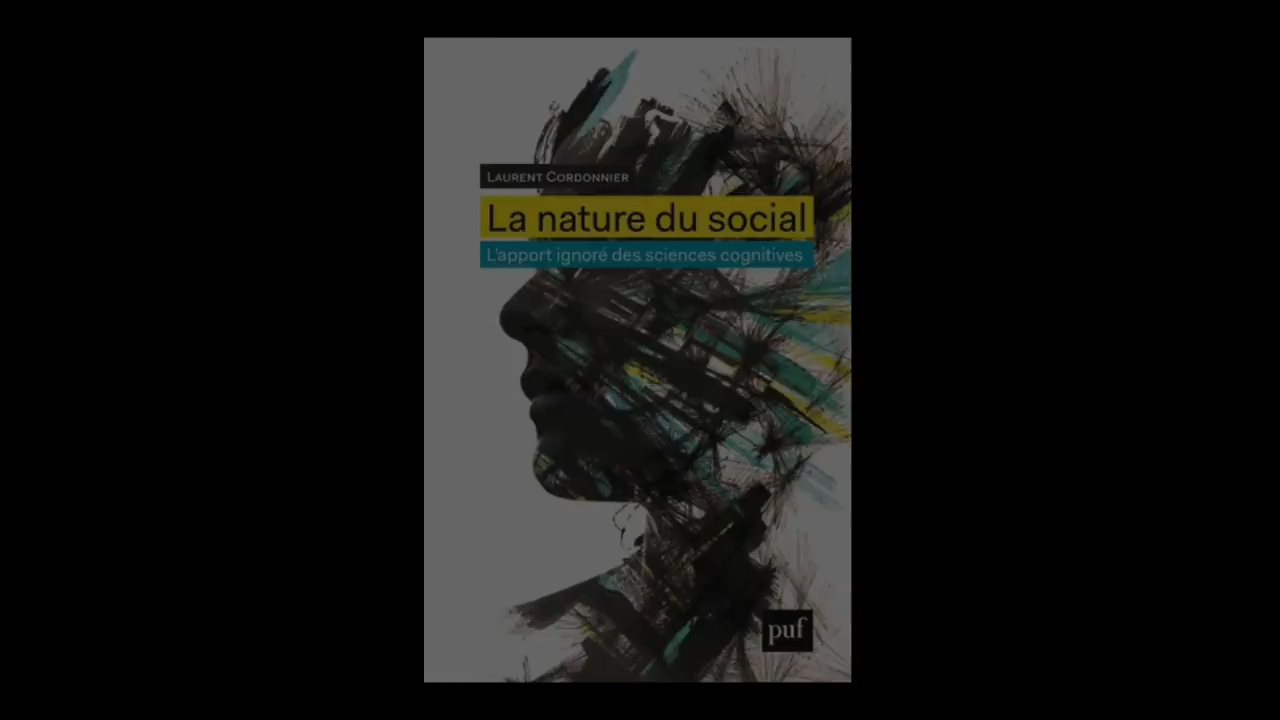 LAURENT CORDONNIER
La nature du social
L'apport ignoré des sciences cognitives
puf